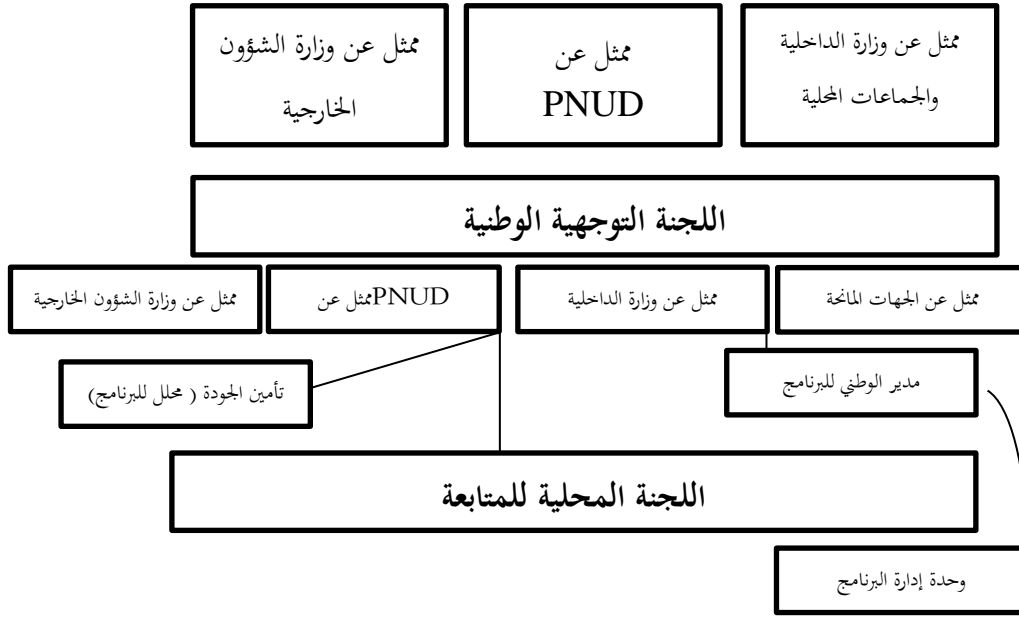 ممثل عن وزارة الداخلية
والجماعات المحلية
ممثل عن
PNUD
ممثل عن وزارة الشؤون
الخارجية
اللجنة التوجهية الوطنية
ممثل عن الجهات المانحة
ممثل عن وزارة الداخلية
PNUDممثل عن
ممثل عن وزارة الشؤون الخارجية
مدير الوطني للبرنامج
تأمين الجودة ( محلل للبرنامج)
اللجنة المحلية للمتابعة
وحدة إدارة البرنامج